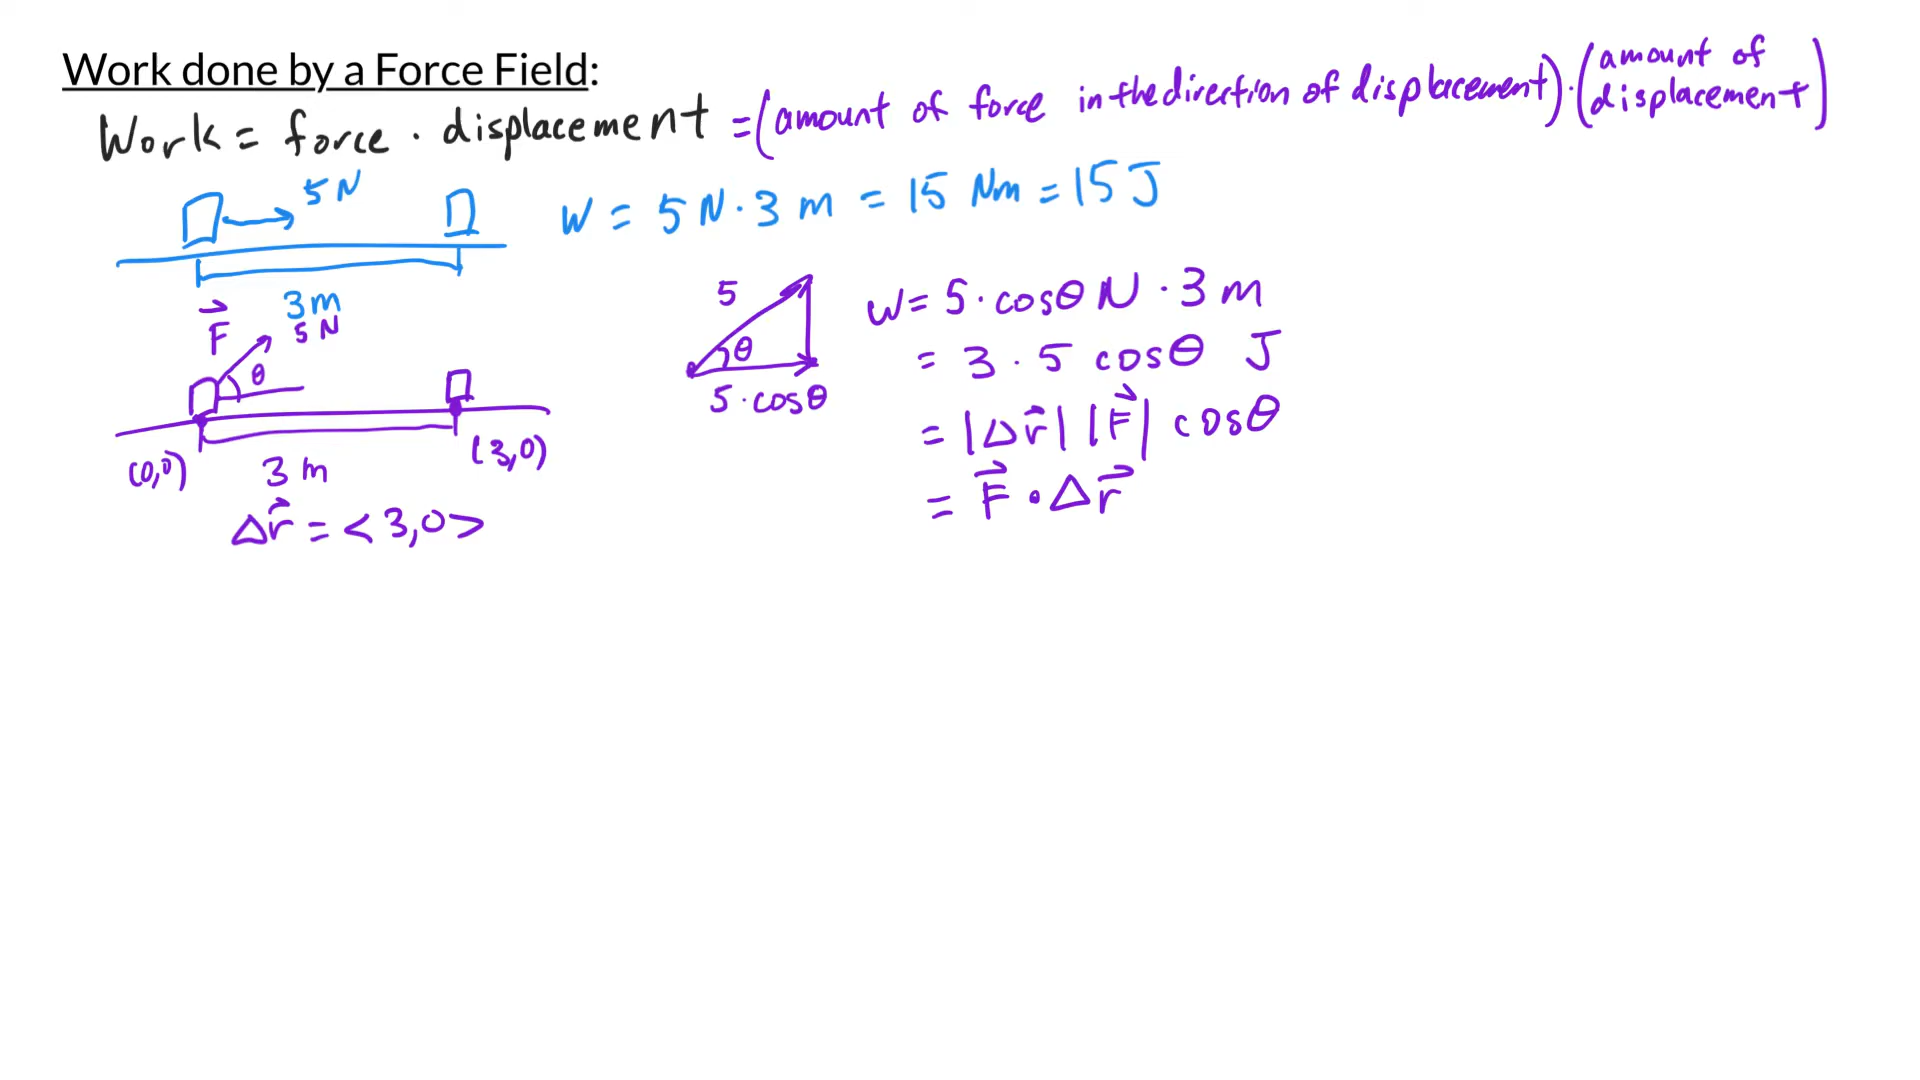 Work done by a Force Field:
Work = force · displacement = (amount of force in the direction of displacement) · (amount of displacement)
5 N
W = 5 N · 3 m = 15 Nm = 15 J
3 m
F⃗
5 N
θ
(0,0)
3 m
(3,0)
Δr⃗ = <3,0>
5
θ
5 · cosθ
W = 5 · cosθ N · 3 m
= 3 · 5 cosθ J
= |Δr⃗| |F⃗| cosθ
= F⃗ • Δr⃗